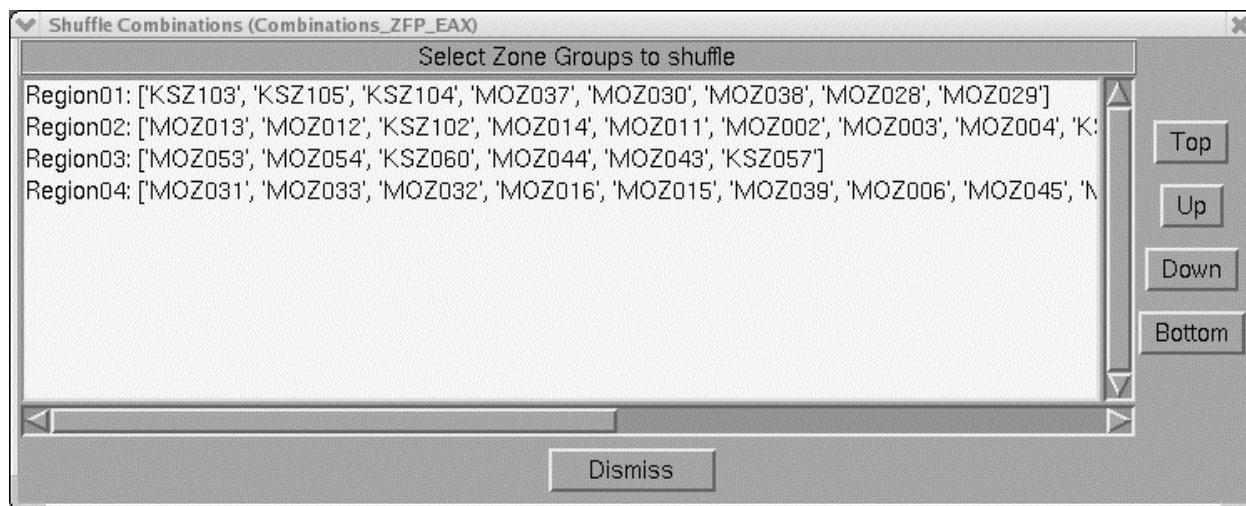 Shuffle Combinations (Combinations_ZFP_EAX)
Select Zone Groups to shuffle
Region01: ['KSZ103', 'KSZ105', 'KSZ104', 'MOZ037', 'MOZ030', 'MOZ038', 'MOZ028', 'MOZ029']
Region02: ['MOZ013', 'MOZ012', 'KSZ102', 'MOZ014', 'MOZ011', 'MOZ002', 'MOZ003', 'MOZ004',
Region03: ['MOZ053', 'MOZ054', 'KSZ060', 'MOZ044', 'MOZ043', 'KSZ057']
Region04: ['MOZ031', 'MOZ033', 'MOZ032', 'MOZ016', 'MOZ015', 'MOZ039', 'MOZ006', 'MOZ045',
Top
Up
Down
Bottom
Dismiss